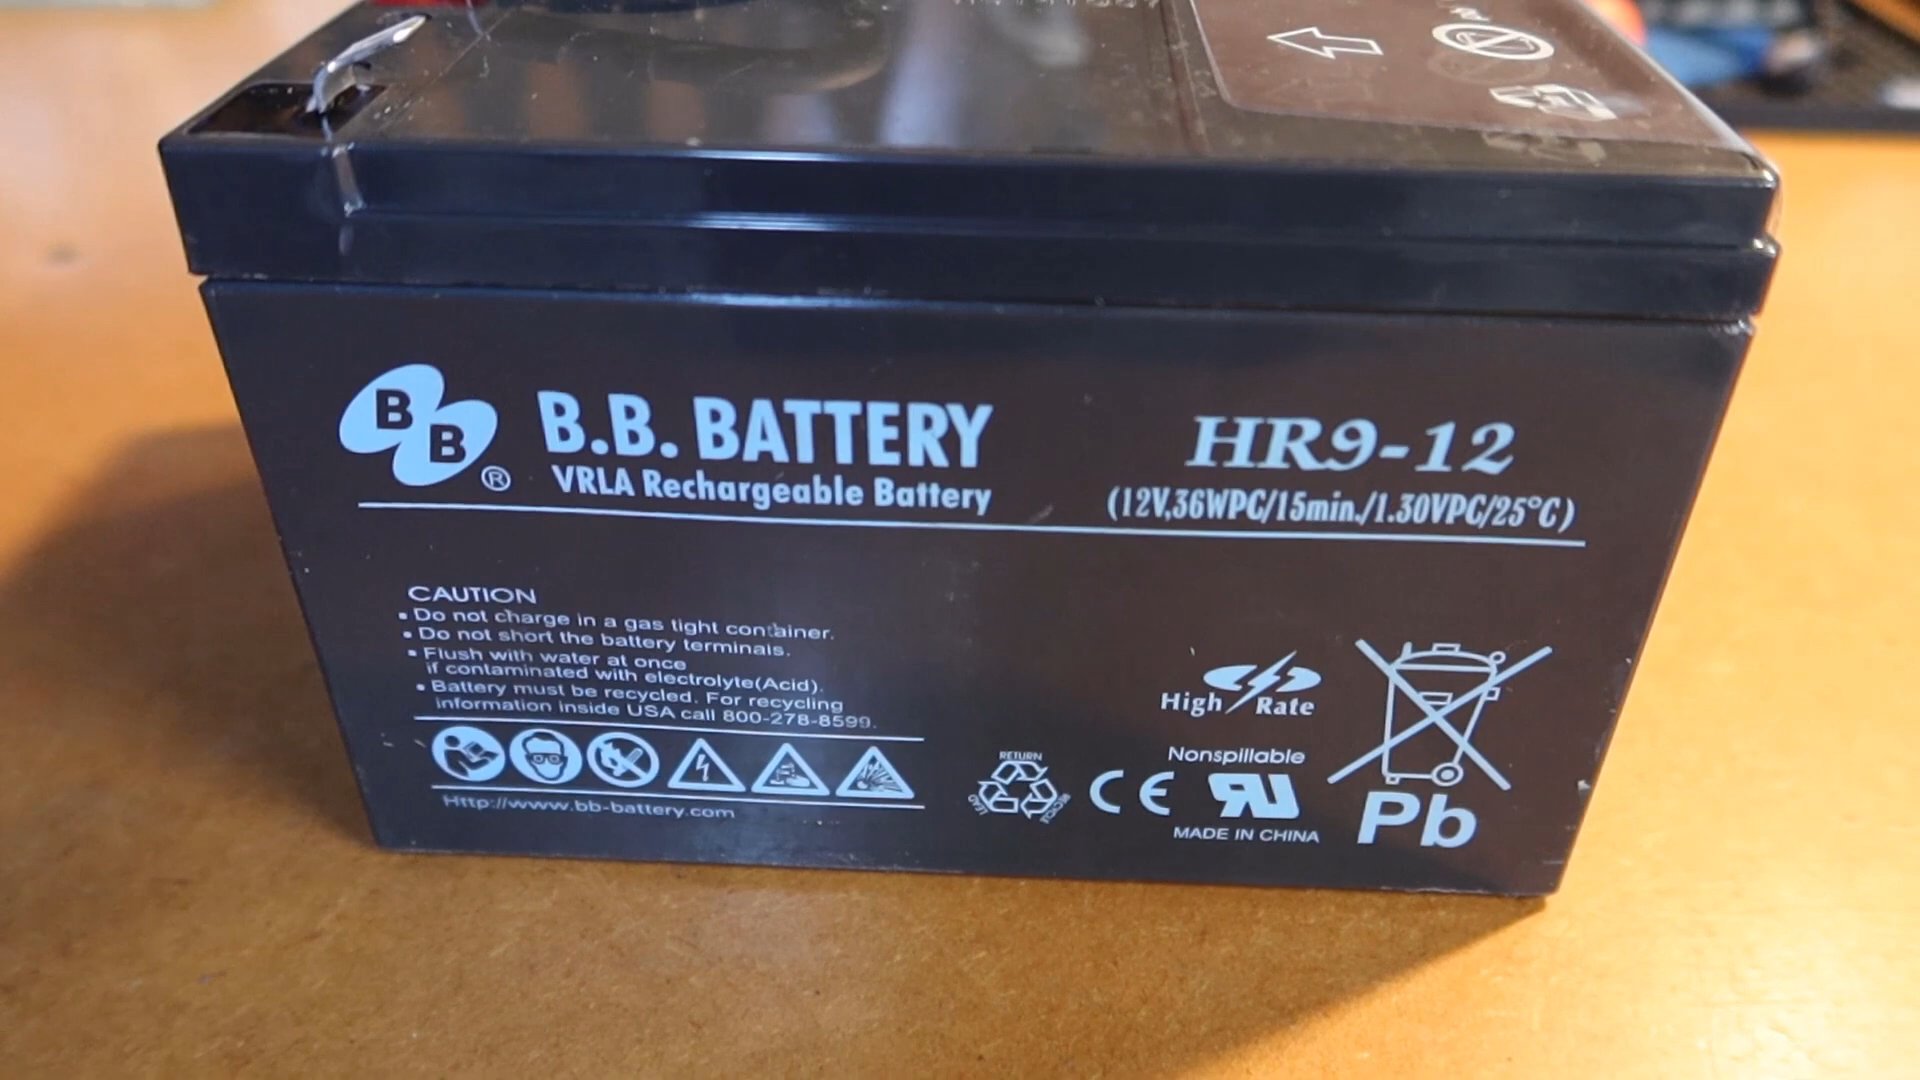 B
B
®
B.B. BATTERY
VRLA Rechargeable Battery
HR9-12
(12V,36WPC/15min./1.30VPC/25°C)
CAUTION
▪ Do not charge in a gas tight container.
▪ Do not short the battery terminals.
▪ Flush with water at once
if contaminated with electrolyte(Acid).
▪ Battery must be recycled. For recycling
information inside USA call 800-278-8599.
Http://www.bb-battery.com
High Rate
Nonspillable
RETURN
LEAD
RECYCLE
CE
MADE IN CHINA
Pb